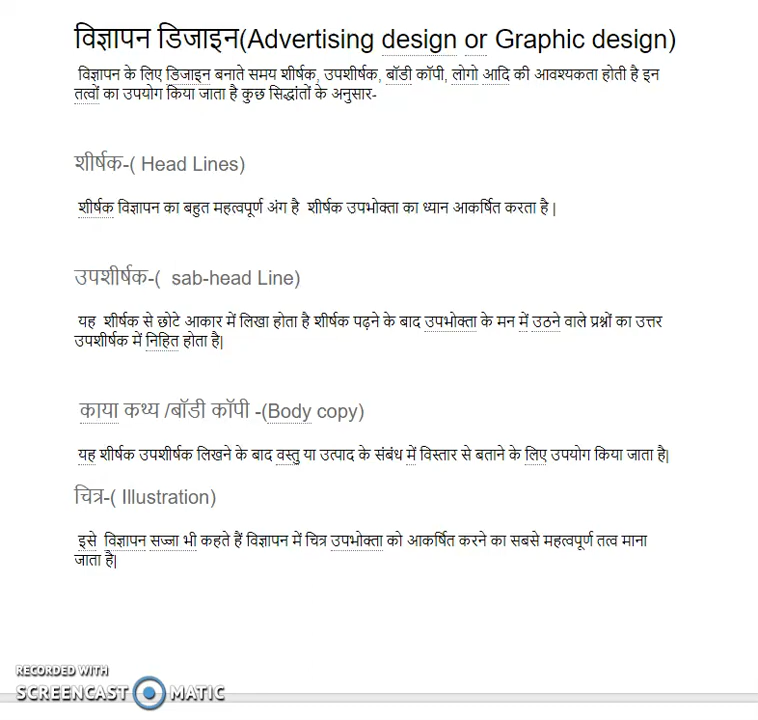 विज्ञापन डिजाइन(Advertising design or Graphic design)
विज्ञापन के लिए डिजाइन बनाते समय शीर्षक, उपशीर्षक, बॉडी कॉपी, लोगो आदि की आवश्यकता होती है इन
तत्वों का उपयोग किया जाता है कुछ सिद्धांतों के अनुसार-
शीर्षक-( Head Lines)
शीर्षक विज्ञापन का बहुत महत्वपूर्ण अंग है शीर्षक उपभोक्ता का ध्यान आकर्षित करता है |
उपशीर्षक-( sab-head Line)
यह शीर्षक से छोटे आकार में लिखा होता है शीर्षक पढ़ने के बाद उपभोक्ता के मन में उठने वाले प्रश्नों का उत्तर
उपशीर्षक में निहित होता है|
काया कथ्य /बॉडी कॉपी -(Body copy)
यह शीर्षक उपशीर्षक लिखने के बाद वस्तु या उत्पाद के संबंध में विस्तार से बताने के लिए उपयोग किया जाता है|
चित्र-( Illustration)
इसे विज्ञापन सज्जा भी कहते हैं विज्ञापन में चित्र उपभोक्ता को आकर्षित करने का सबसे महत्वपूर्ण तत्व माना
जाता है|
RECORDED WITH
SCREENCAST MATIC